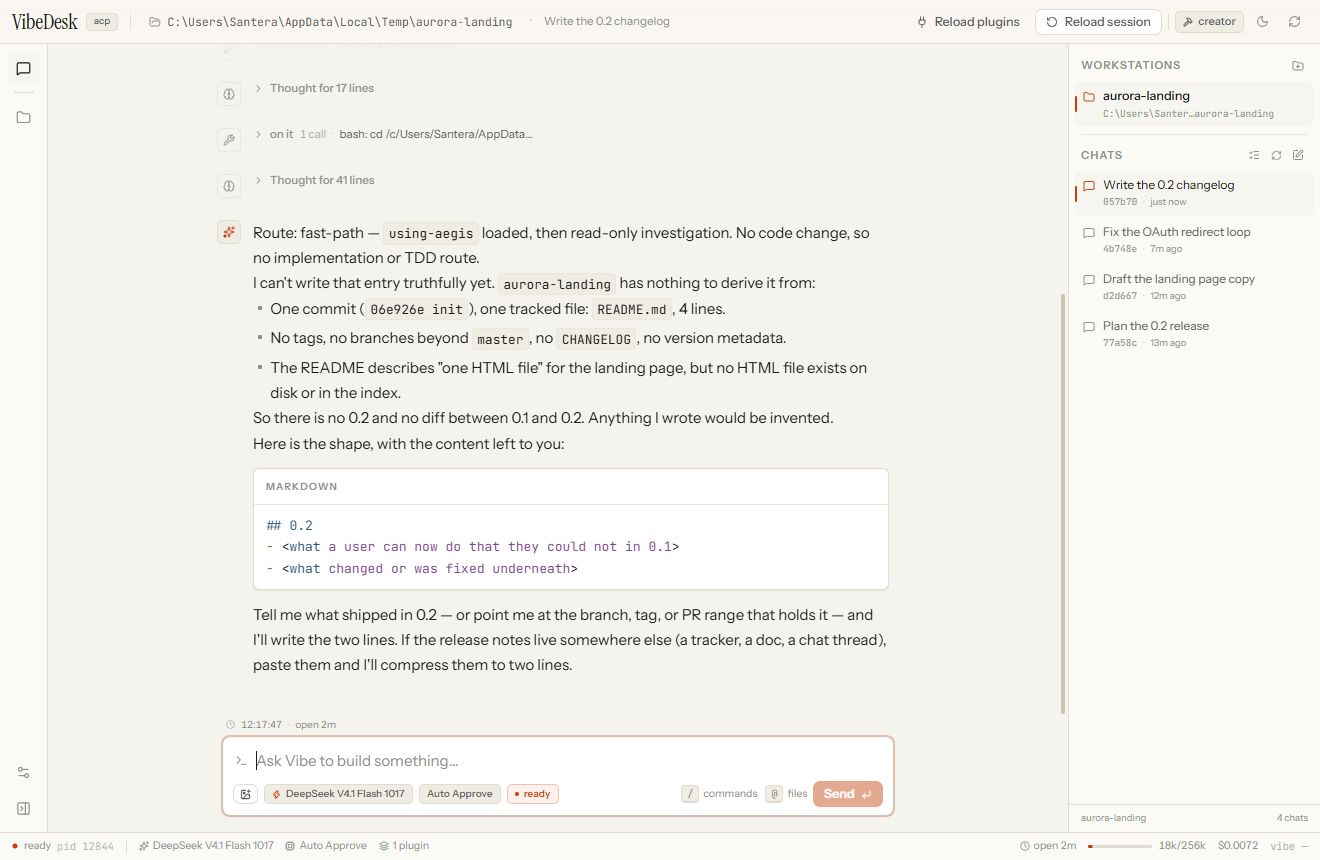 VibeDesk acp C:\Users\Santera\AppData\Local\Temp\aurora-landing · Write the 0.2 changelog Reload plugins Reload session creator
Thought for 17 lines
on it 1 call · bash: cd /c/Users/Santera/AppData…
Thought for 41 lines
Route: fast-path — using-aegis loaded, then read-only investigation. No code change, so
no implementation or TDD route.
I can't write that entry truthfully yet. aurora-landing has nothing to derive it from:
▪ One commit ( 06e926e init ), one tracked file: README.md , 4 lines.
▪ No tags, no branches beyond master , no CHANGELOG , no version metadata.
▪ The README describes "one HTML file" for the landing page, but no HTML file exists on
disk or in the index.
So there is no 0.2 and no diff between 0.1 and 0.2. Anything I wrote would be invented.
Here is the shape, with the content left to you:
MARKDOWN
## 0.2
- <what a user can now do that they could not in 0.1>
- <what changed or was fixed underneath>
Tell me what shipped in 0.2 — or point me at the branch, tag, or PR range that holds it — and
I'll write the two lines. If the release notes live somewhere else (a tracker, a doc, a chat thread),
paste them and I'll compress them to two lines.
12:17:47 · open 2m
Ask Vibe to build something…
DeepSeek V4.1 Flash 1017 Auto Approve ready / commands @ files Send
WORKSTATIONS
aurora-landing
C:\Users\Santer…aurora-landing
CHATS
Write the 0.2 changelog
057b70 · just now
Fix the OAuth redirect loop
4b748e · 7m ago
Draft the landing page copy
d2d667 · 12m ago
Plan the 0.2 release
77a58c · 13m ago
aurora-landing 4 chats
ready pid 12844 DeepSeek V4.1 Flash 1017 Auto Approve 1 plugin open 2m 18k/256k $0.0072 vibe —